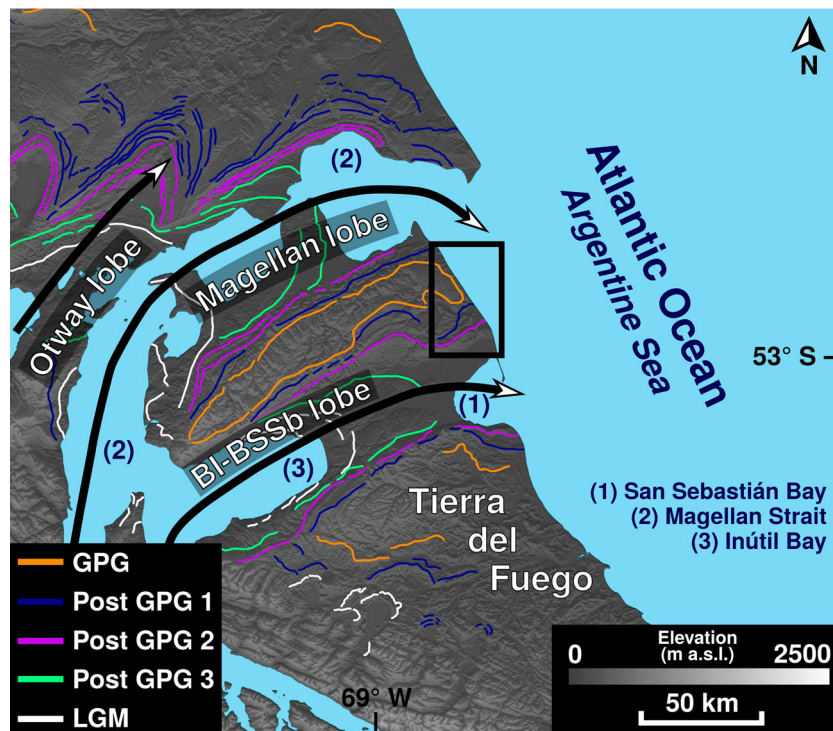 N
(2)
Atlantic Ocean
Argentine Sea
Magellan lobe
Otway lobe
53° S
BI-BSSb lobe
(1)
(2)
(3)
Tierra
del
Fuego
(1) San Sebastián Bay
(2) Magellan Strait
(3) Inútil Bay
GPG
Post GPG 1
Post GPG 2
Post GPG 3
LGM
69° W
Elevation
(m a.s.l.)
0 2500
50 km